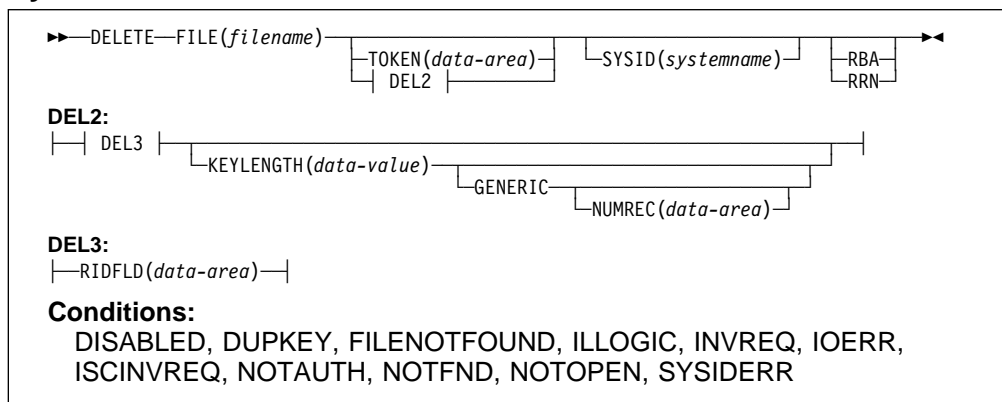 ►►—DELETE—FILE(filename)
TOKEN(data-area)
DEL2
SYSID(systemname)
RBA
RRN
►◄
DEL2:
DEL3
KEYLENGTH(data-value)
GENERIC
NUMREC(data-area)
DEL3:
RIDFLD(data-area)
Conditions:
DISABLED, DUPKEY, FILENOTFOUND, ILLOGIC, INVREQ, IOERR,
ISCINVREQ, NOTAUTH, NOTFND, NOTOPEN, SYSIDERR